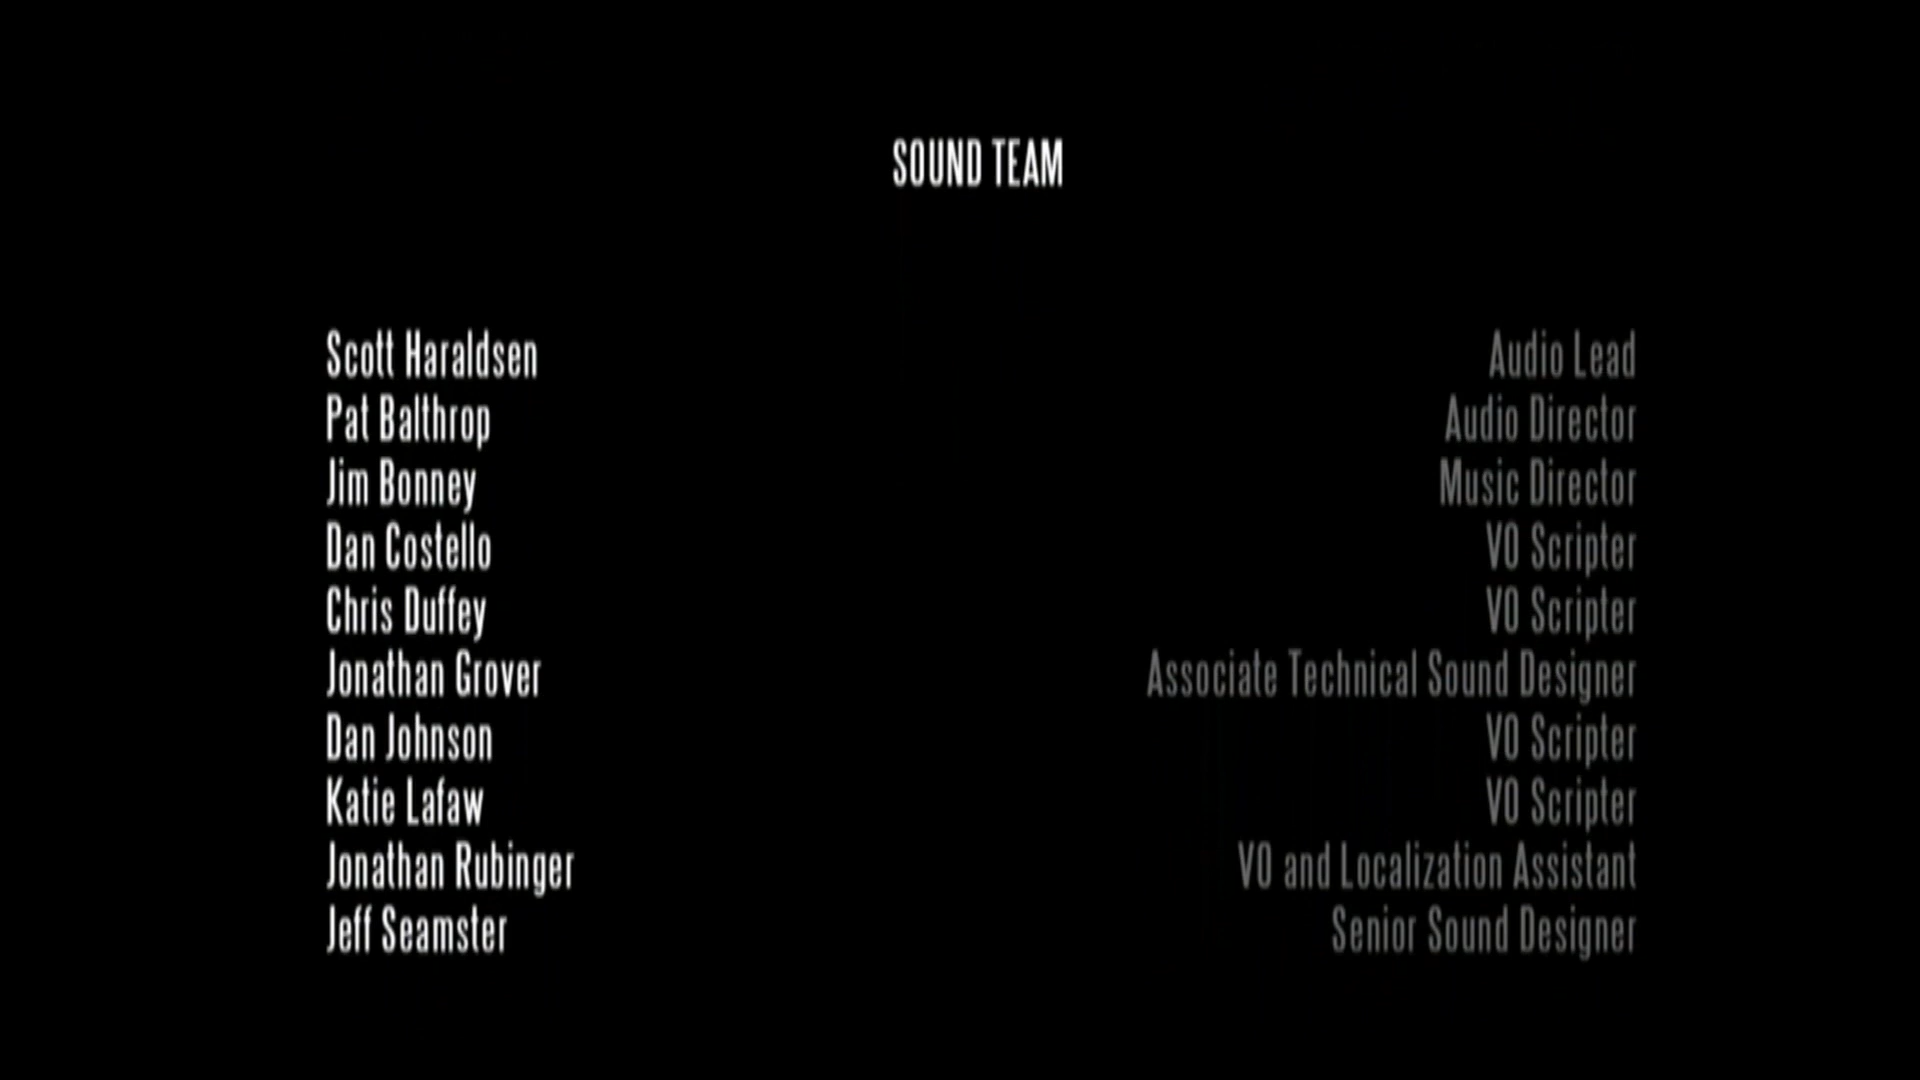 SOUND TEAM
Scott Haraldsen Audio Lead
Pat Balthrop Audio Director
Jim Bonney Music Director
Dan Costello VO Scripter
Chris Duffey VO Scripter
Jonathan Grover Associate Technical Sound Designer
Dan Johnson VO Scripter
Katie Lafaw VO Scripter
Jonathan Rubinger VO and Localization Assistant
Jeff Seamster Senior Sound Designer